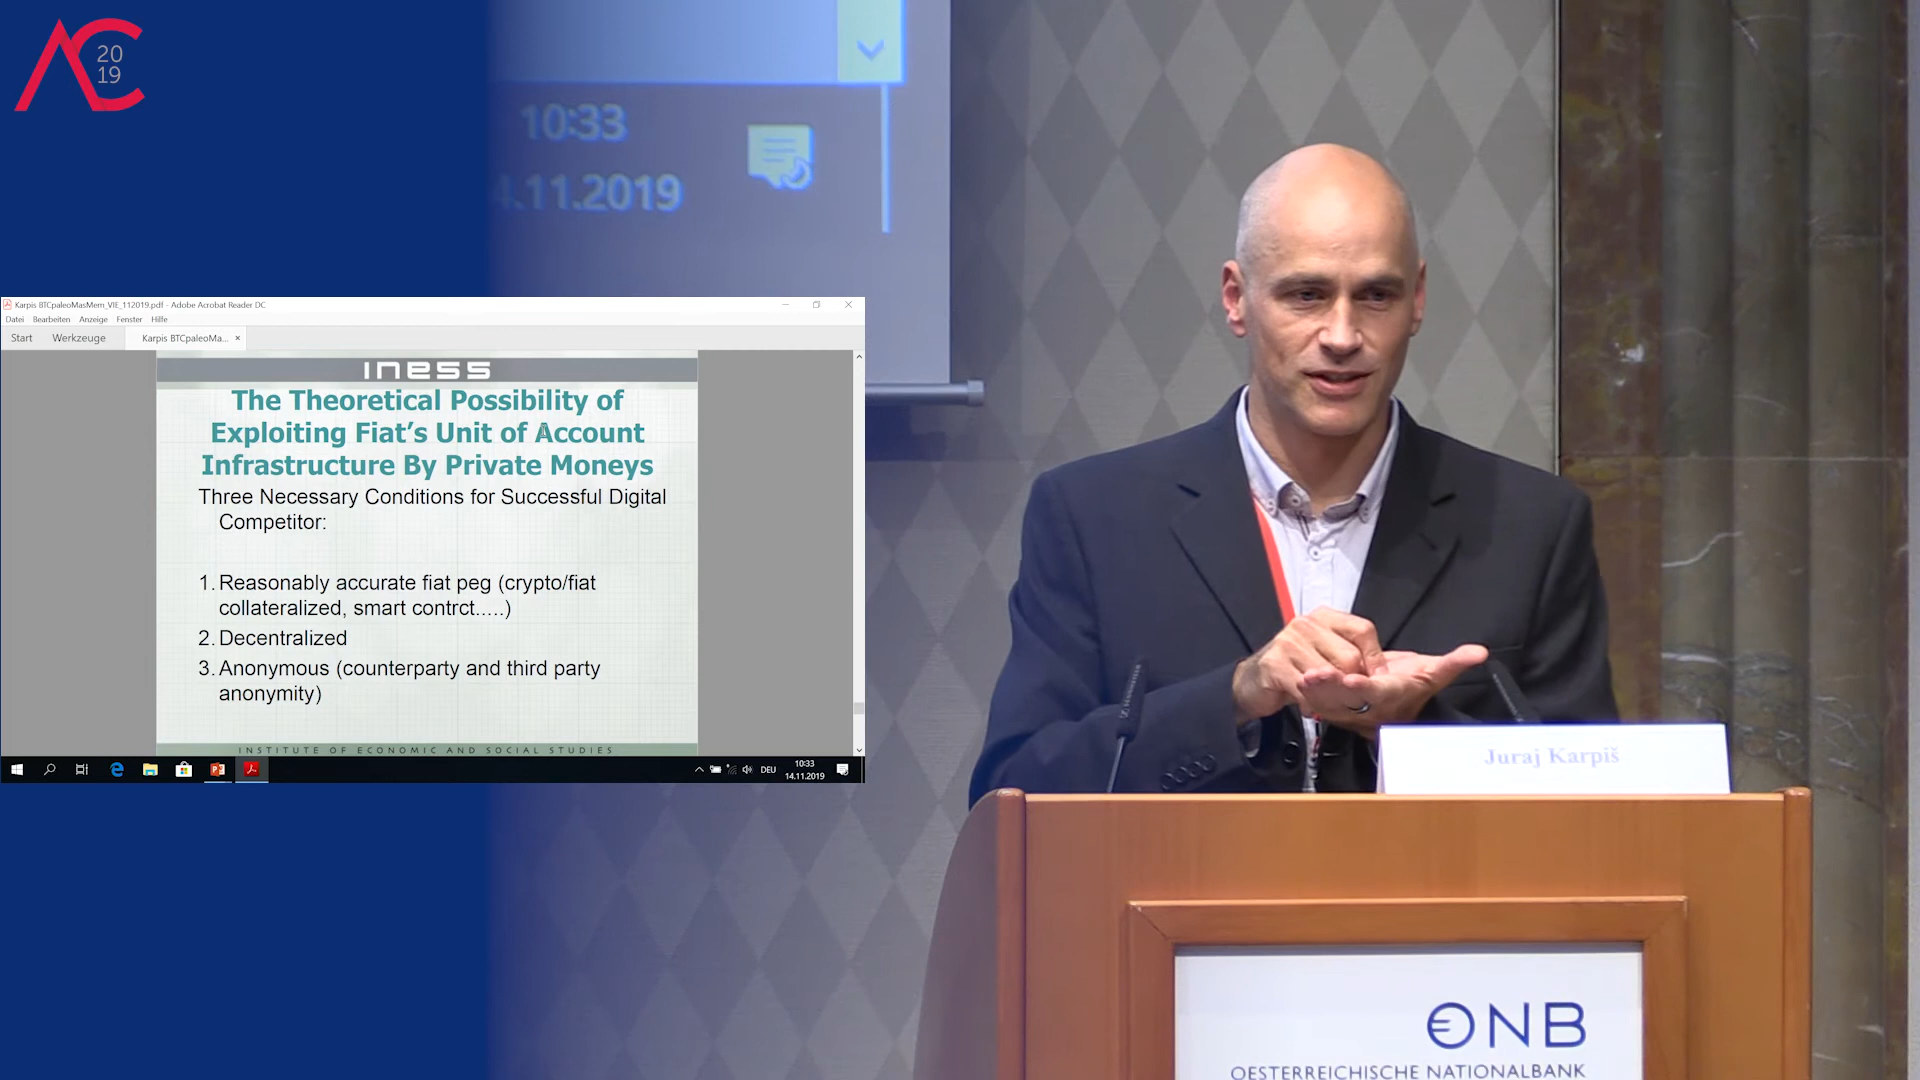 AC
20
19
10:33
4.11.2019
Karpis BTCpaleoMasMem_VIE_112019.pdf - Adobe Acrobat Reader DC
Datei Bearbeiten Anzeige Fenster Hilfe
Start Werkzeuge Karpis BTCpaleoMa... ×
INESS
The Theoretical Possibility of
Exploiting Fiat's Unit of Account
Infrastructure By Private Moneys
Three Necessary Conditions for Successful Digital
Competitor:
1. Reasonably accurate fiat peg (crypto/fiat
collateralized, smart contrct.....)
2. Decentralized
3. Anonymous (counterparty and third party
anonymity)
INSTITUTE OF ECONOMIC AND SOCIAL STUDIES
DEU
10:33
14.11.2019
Juraj Karpiš
ONB
OESTERREICHISCHE NATIONALBANK